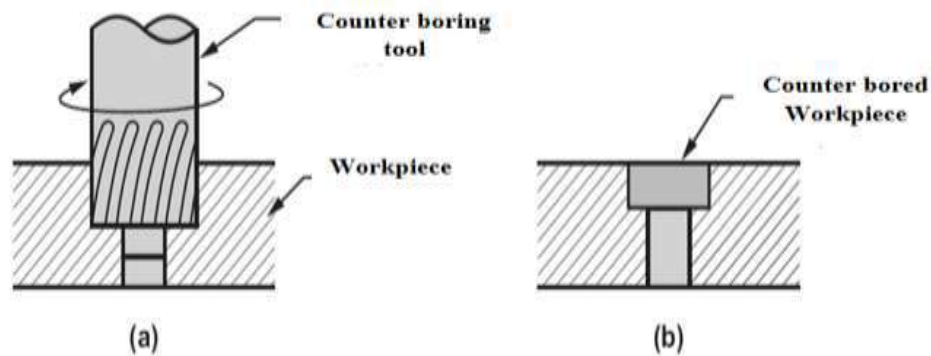 Counter boring
tool
Workpiece
Counter bored
Workpiece
(a)
(b)